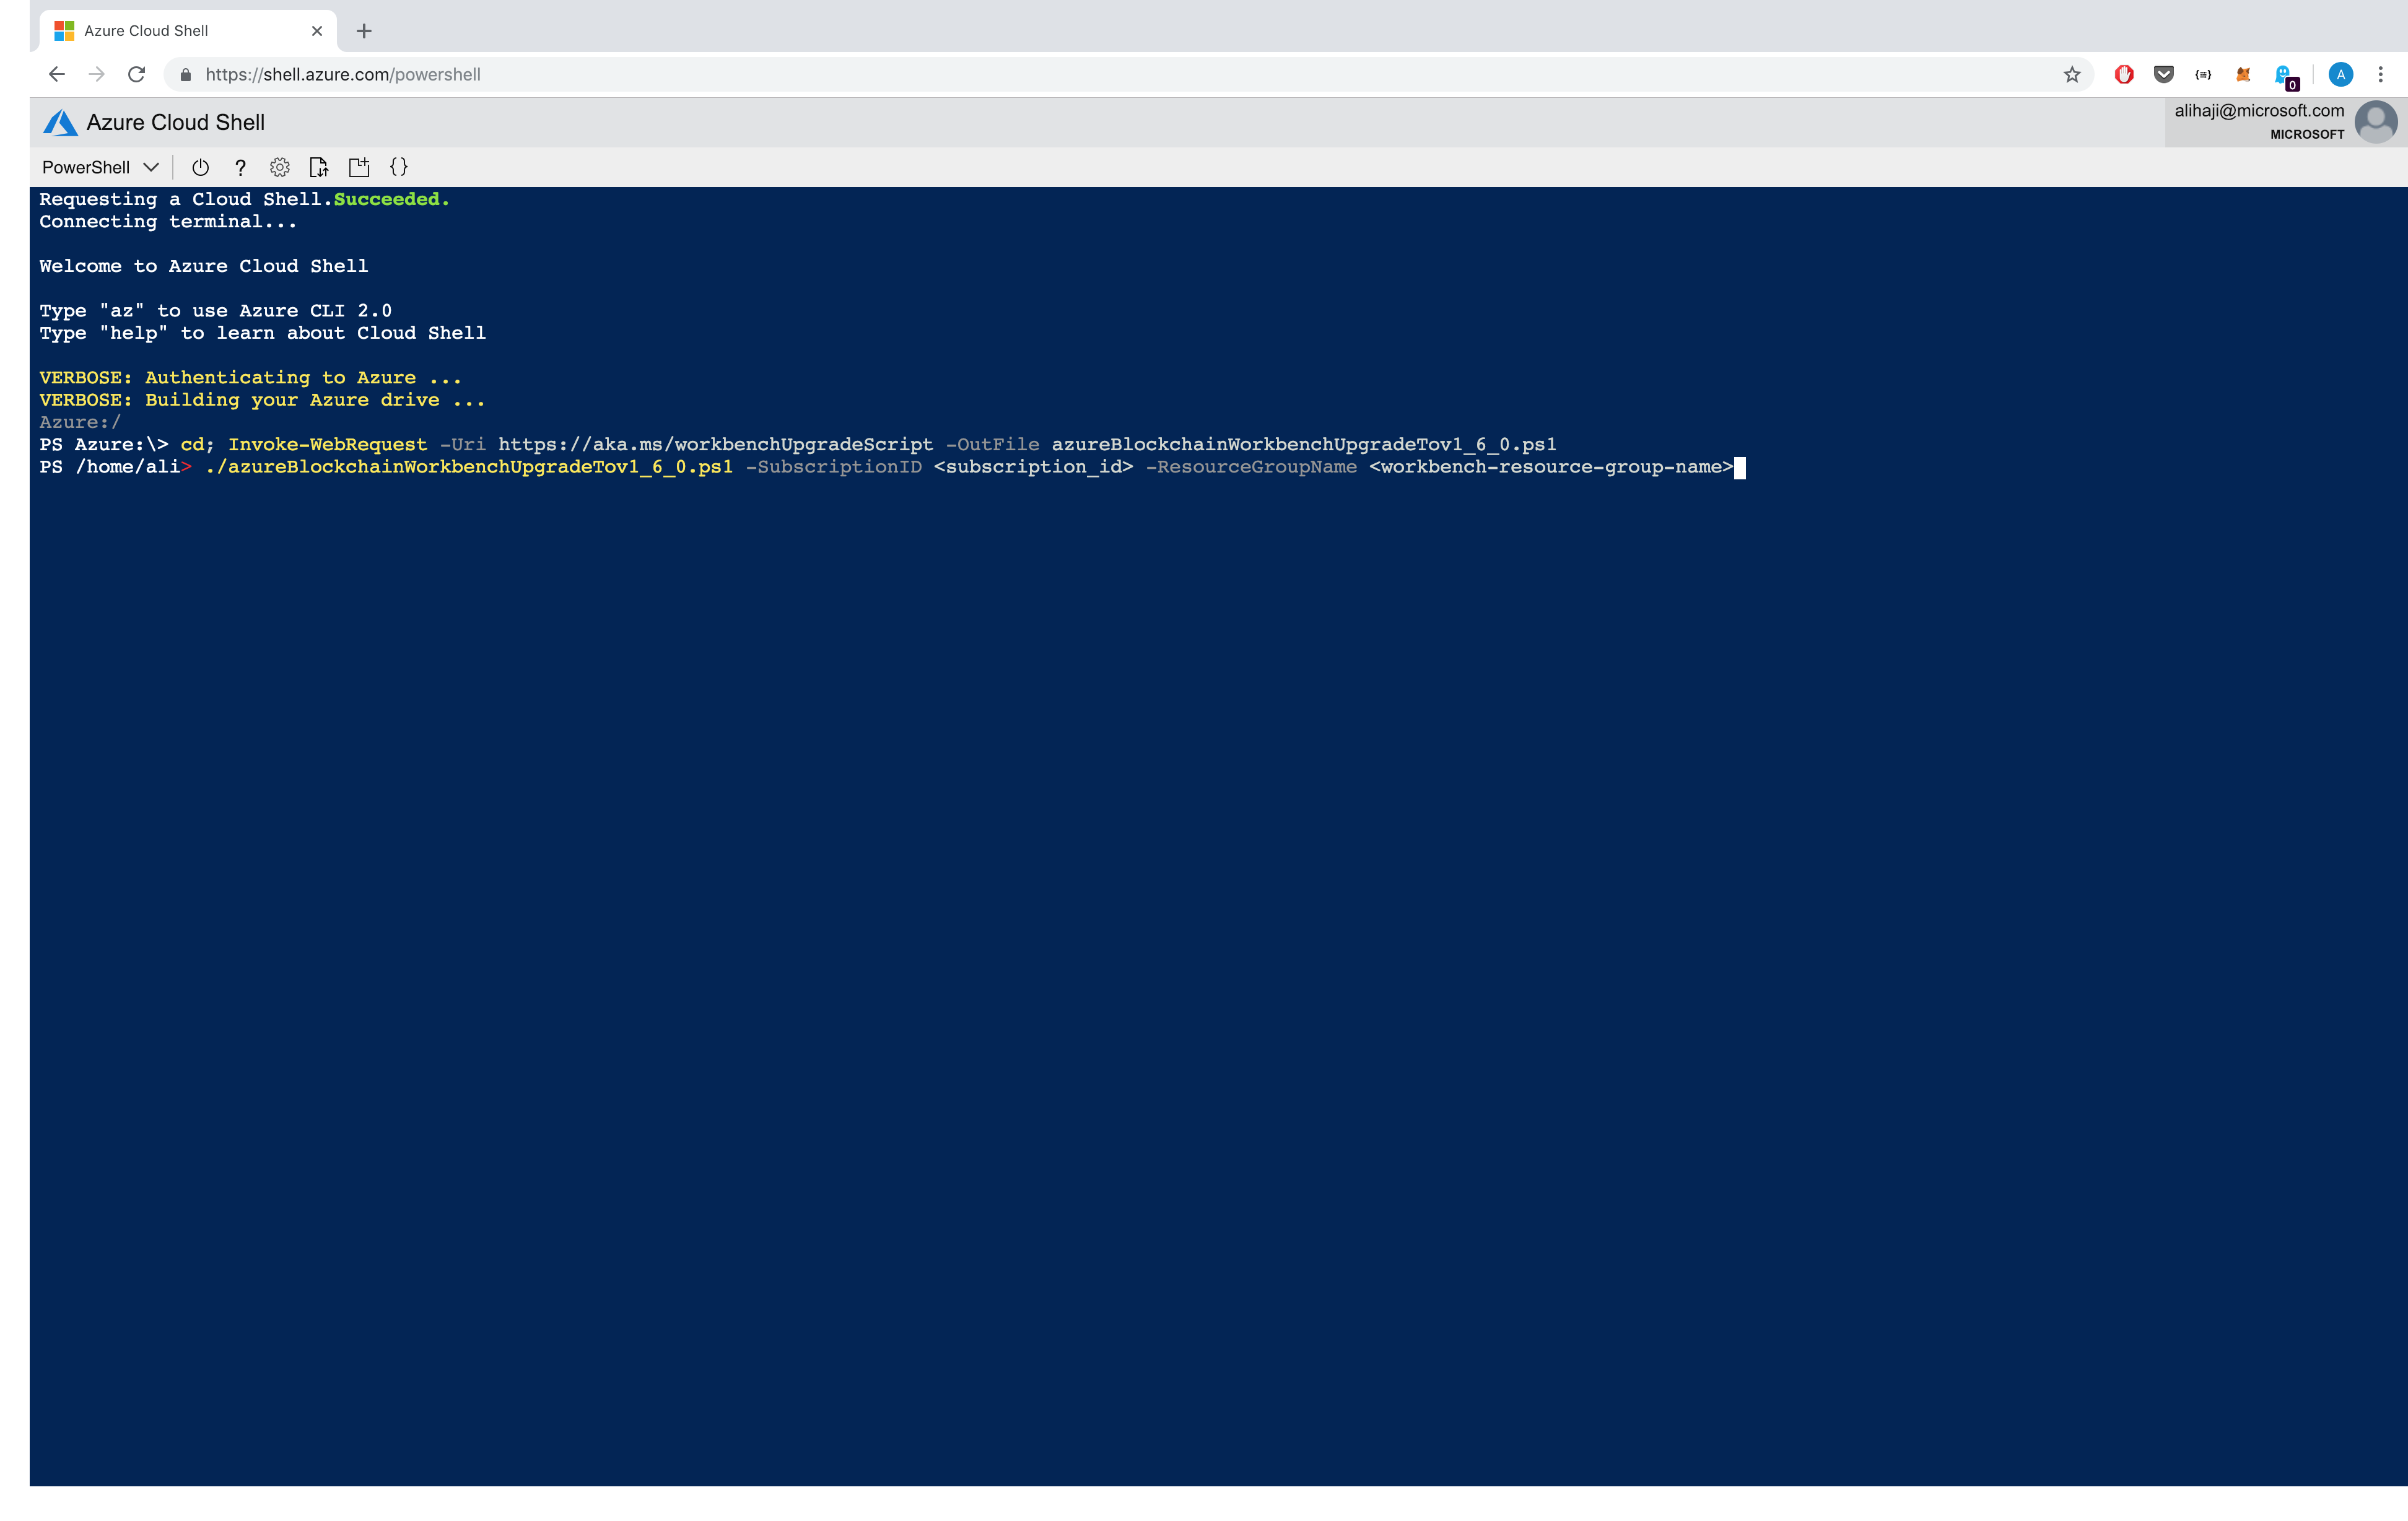 Azure Cloud Shell
https://shell.azure.com/powershell
{≡}
0
A
Azure Cloud Shell
alihaji@microsoft.com
MICROSOFT
PowerShell
?
{}
Requesting a Cloud Shell.Succeeded.
Connecting terminal...
Welcome to Azure Cloud Shell
Type "az" to use Azure CLI 2.0
Type "help" to learn about Cloud Shell
VERBOSE: Authenticating to Azure ...
VERBOSE: Building your Azure drive ...
Azure:/
PS Azure:\> cd; Invoke-WebRequest -Uri https://aka.ms/workbenchUpgradeScript -OutFile azureBlockchainWorkbenchUpgradeTov1_6_0.ps1
PS /home/ali> ./azureBlockchainWorkbenchUpgradeTov1_6_0.ps1 -SubscriptionID <subscription_id> -ResourceGroupName <workbench-resource-group-name>